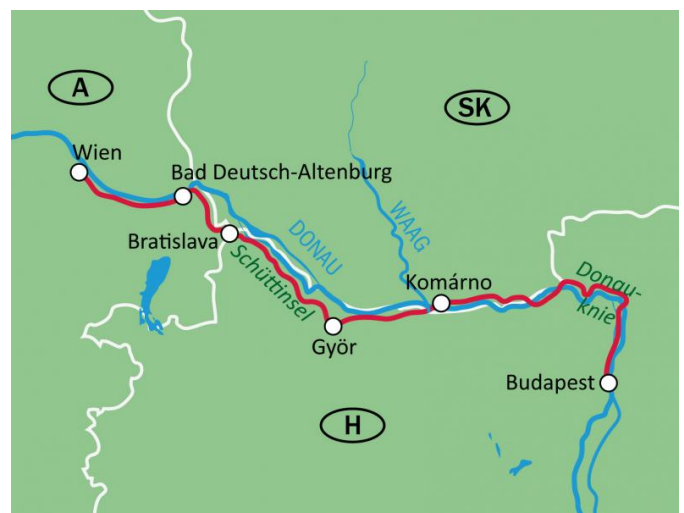 A
SK
Wien
Bad Deutsch-Altenburg
DONAU
WAAG
Bratislava
Schüttinsel
Komárno
Donau-
knie
Györ
Budapest
H